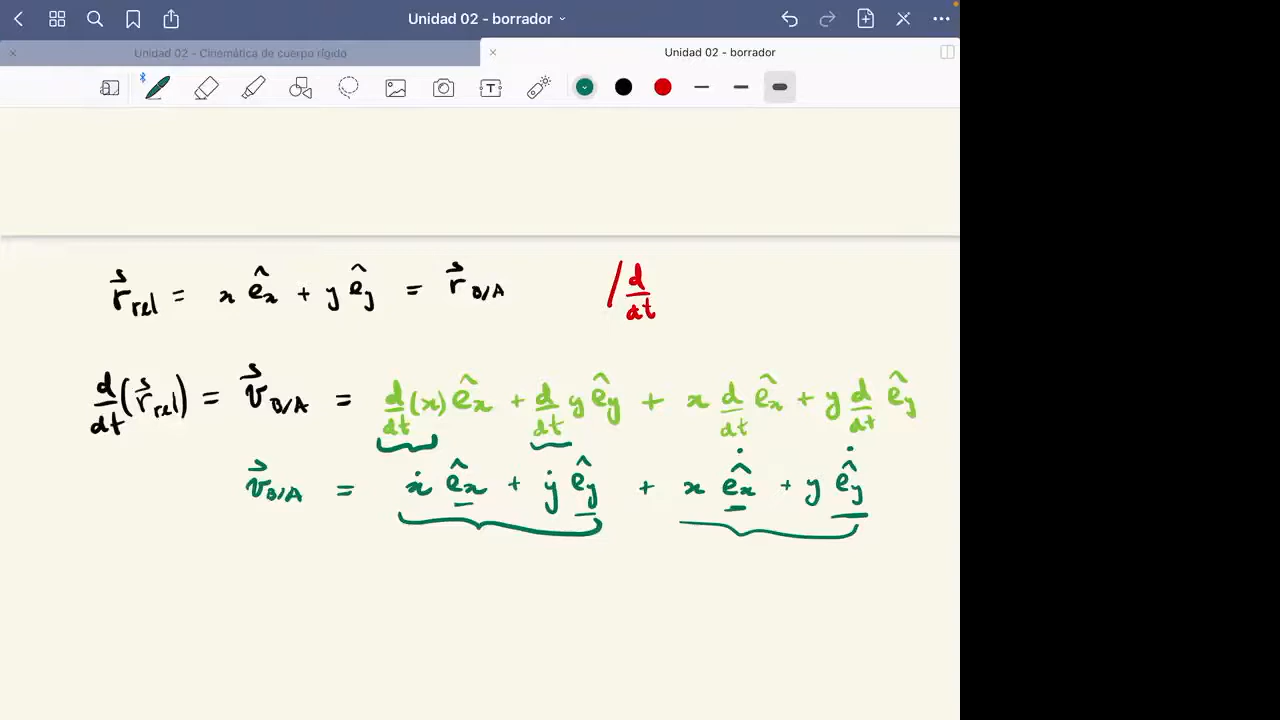 Unidad 02 - borrador
Unidad 02 - Cinemática de cuerpo rígido
Unidad 02 - borrador
r⃗ rel = x êx + y êy = r⃗ B/A / d/dt
d/dt (r⃗ rel) = v⃗ B/A = d/dt (x) êx + d/dt y êy + x d/dt êx + y d/dt êy
v⃗ B/A = ẋ êx + ẏ êy + x ê̇x + y ê̇y